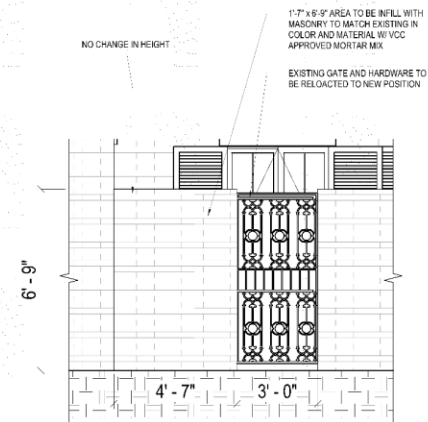 1'-7" x 6'-9" AREA TO BE INFILL WITH
MASONRY TO MATCH EXISTING IN
COLOR AND MATERIAL W/ VCC
APPROVED MORTAR MIX
NO CHANGE IN HEIGHT
EXISTING GATE AND HARDWARE TO
BE RELOACTED TO NEW POSITION
6' - 9"
4' - 7"
3' - 0"